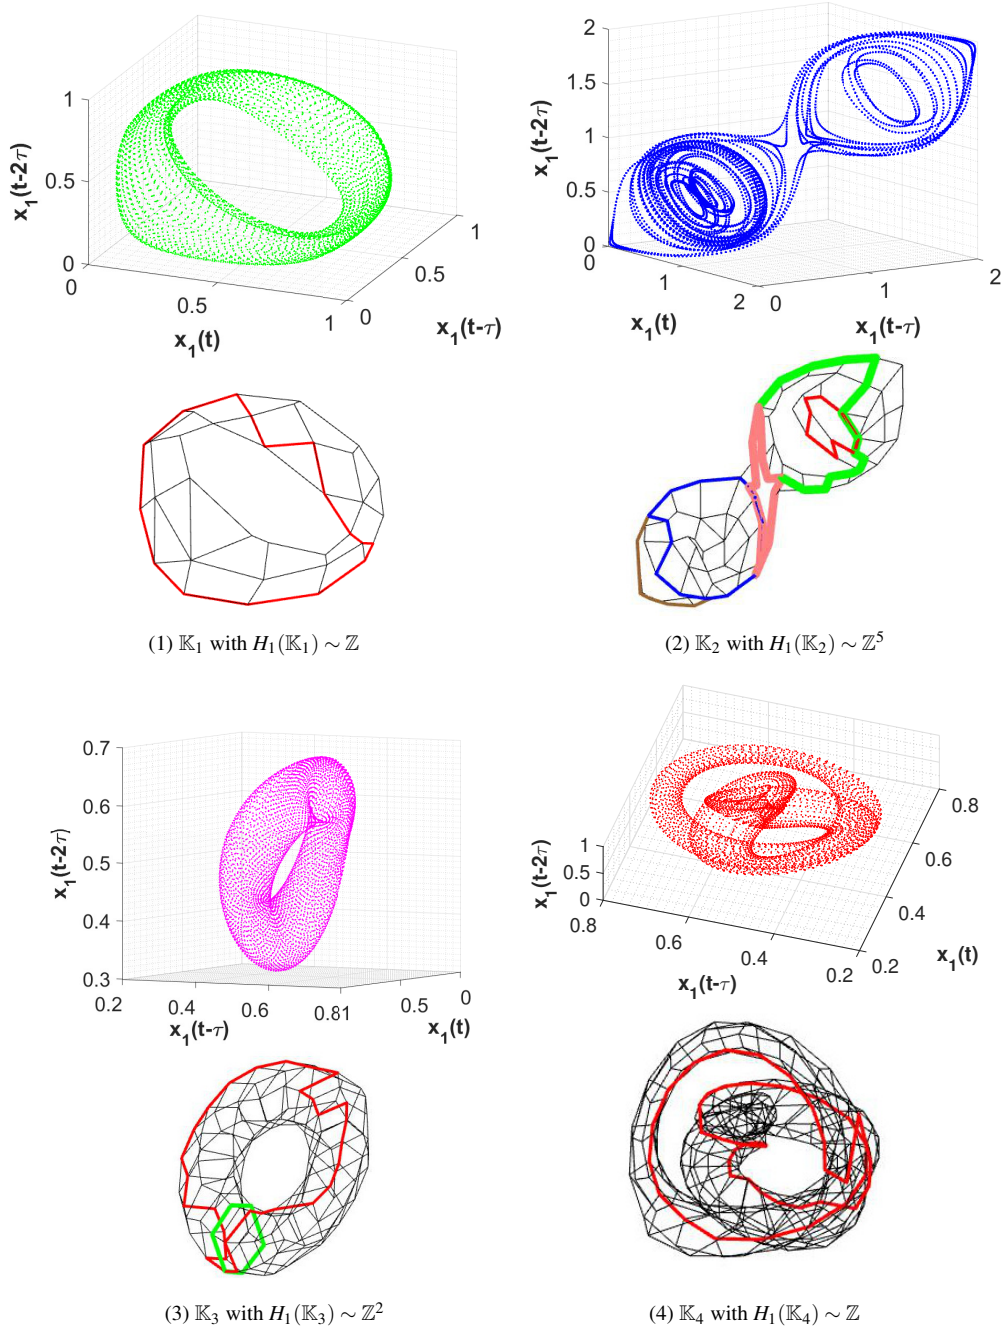 1
0.5
0
x₁(t-2τ)
0
0.5
1
x₁(t)
0
0.5
1
x₁(t-τ)
2
1.5
1
0.5
0
x₁(t-2τ)
0
1
2
x₁(t)
0
1
2
x₁(t-τ)
(1) 𝕂₁ with H₁(𝕂₁) ∼ ℤ
(2) 𝕂₂ with H₁(𝕂₂) ∼ ℤ⁵
0.7
0.6
0.5
0.4
0.3
x₁(t-2τ)
0.2
0.4
0.6
0.81
x₁(t-τ)
0.5
0
x₁(t)
1
0.5
0
x₁(t-2τ)
0.8
0.6
0.4
0.2
x₁(t-τ)
0.2
0.4
0.6
0.8
x₁(t)
(3) 𝕂₃ with H₁(𝕂₃) ∼ ℤ²
(4) 𝕂₄ with H₁(𝕂₄) ∼ ℤ